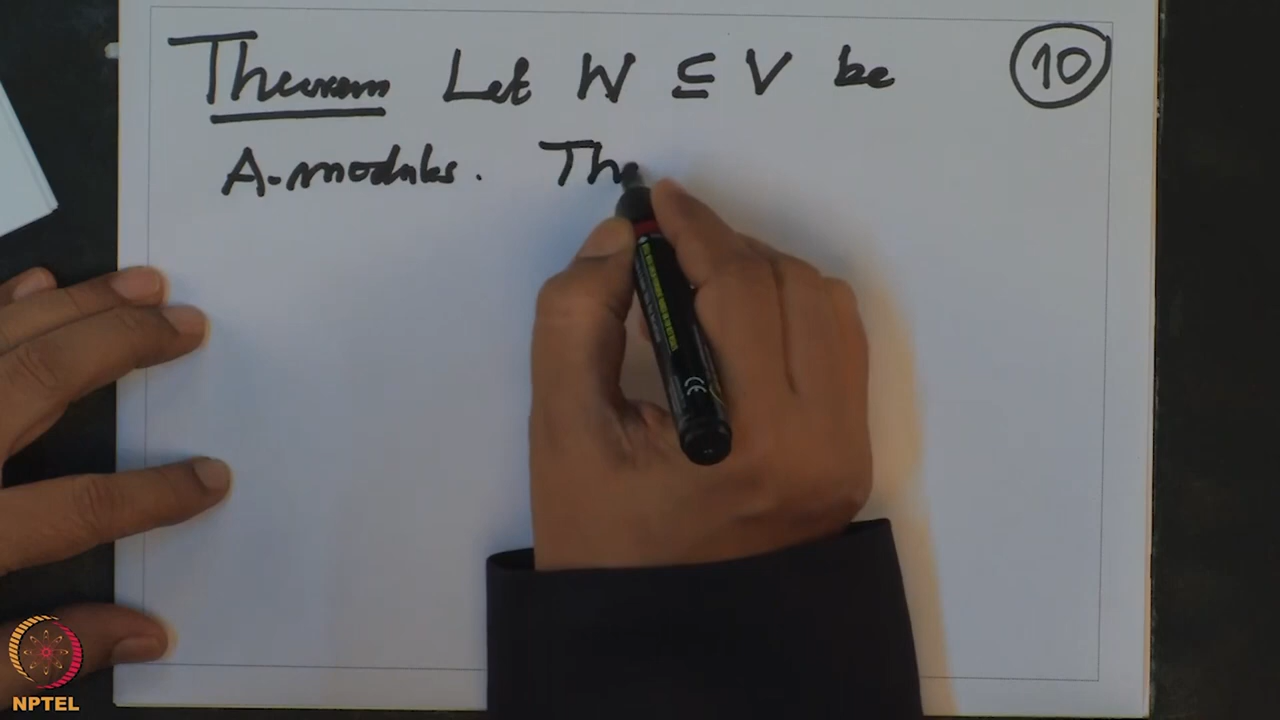 Theorem Let W ⊆ V be
10
A-modules. The
NPTEL